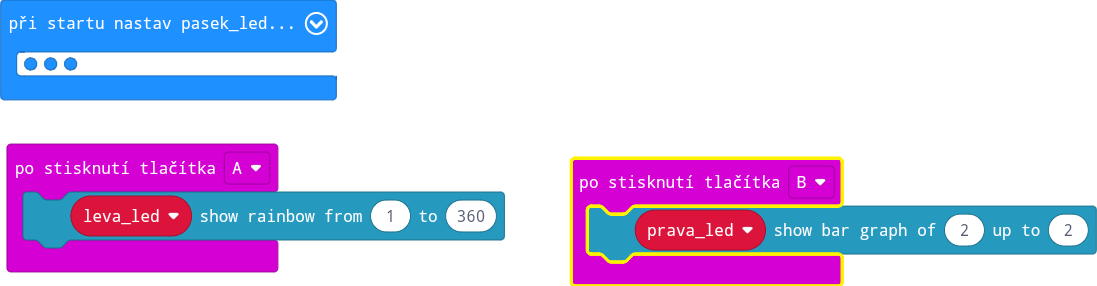 při startu nastav pasek_led...
po stisknutí tlačítka A
leva_led show rainbow from 1 to 360
po stisknutí tlačítka B
prava_led show bar graph of 2 up to 2